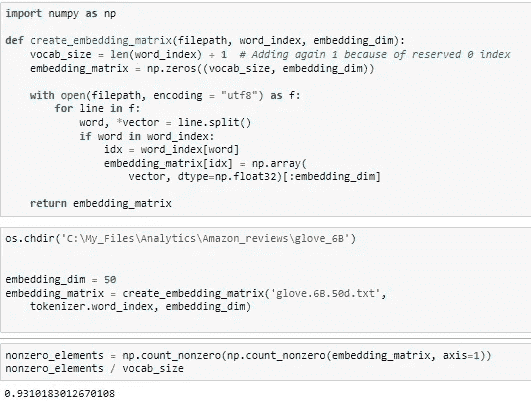 import numpy as np
def create_embedding_matrix(filepath, word_index, embedding_dim):
    vocab_size = len(word_index) + 1  # Adding again 1 because of reserved 0 index
    embedding_matrix = np.zeros((vocab_size, embedding_dim))
    with open(filepath, encoding = "utf8") as f:
        for line in f:
            word, *vector = line.split()
            if word in word_index:
                idx = word_index[word]
                embedding_matrix[idx] = np.array(
                    vector, dtype=np.float32)[:embedding_dim]
    return embedding_matrix
os.chdir('C:\My_Files\Analytics\Amazon_reviews\glove_6B')
embedding_dim = 50
embedding_matrix = create_embedding_matrix('glove.6B.50d.txt',
    tokenizer.word_index, embedding_dim)
nonzero_elements = np.count_nonzero(np.count_nonzero(embedding_matrix, axis=1))
nonzero_elements / vocab_size
0.9310183012670108